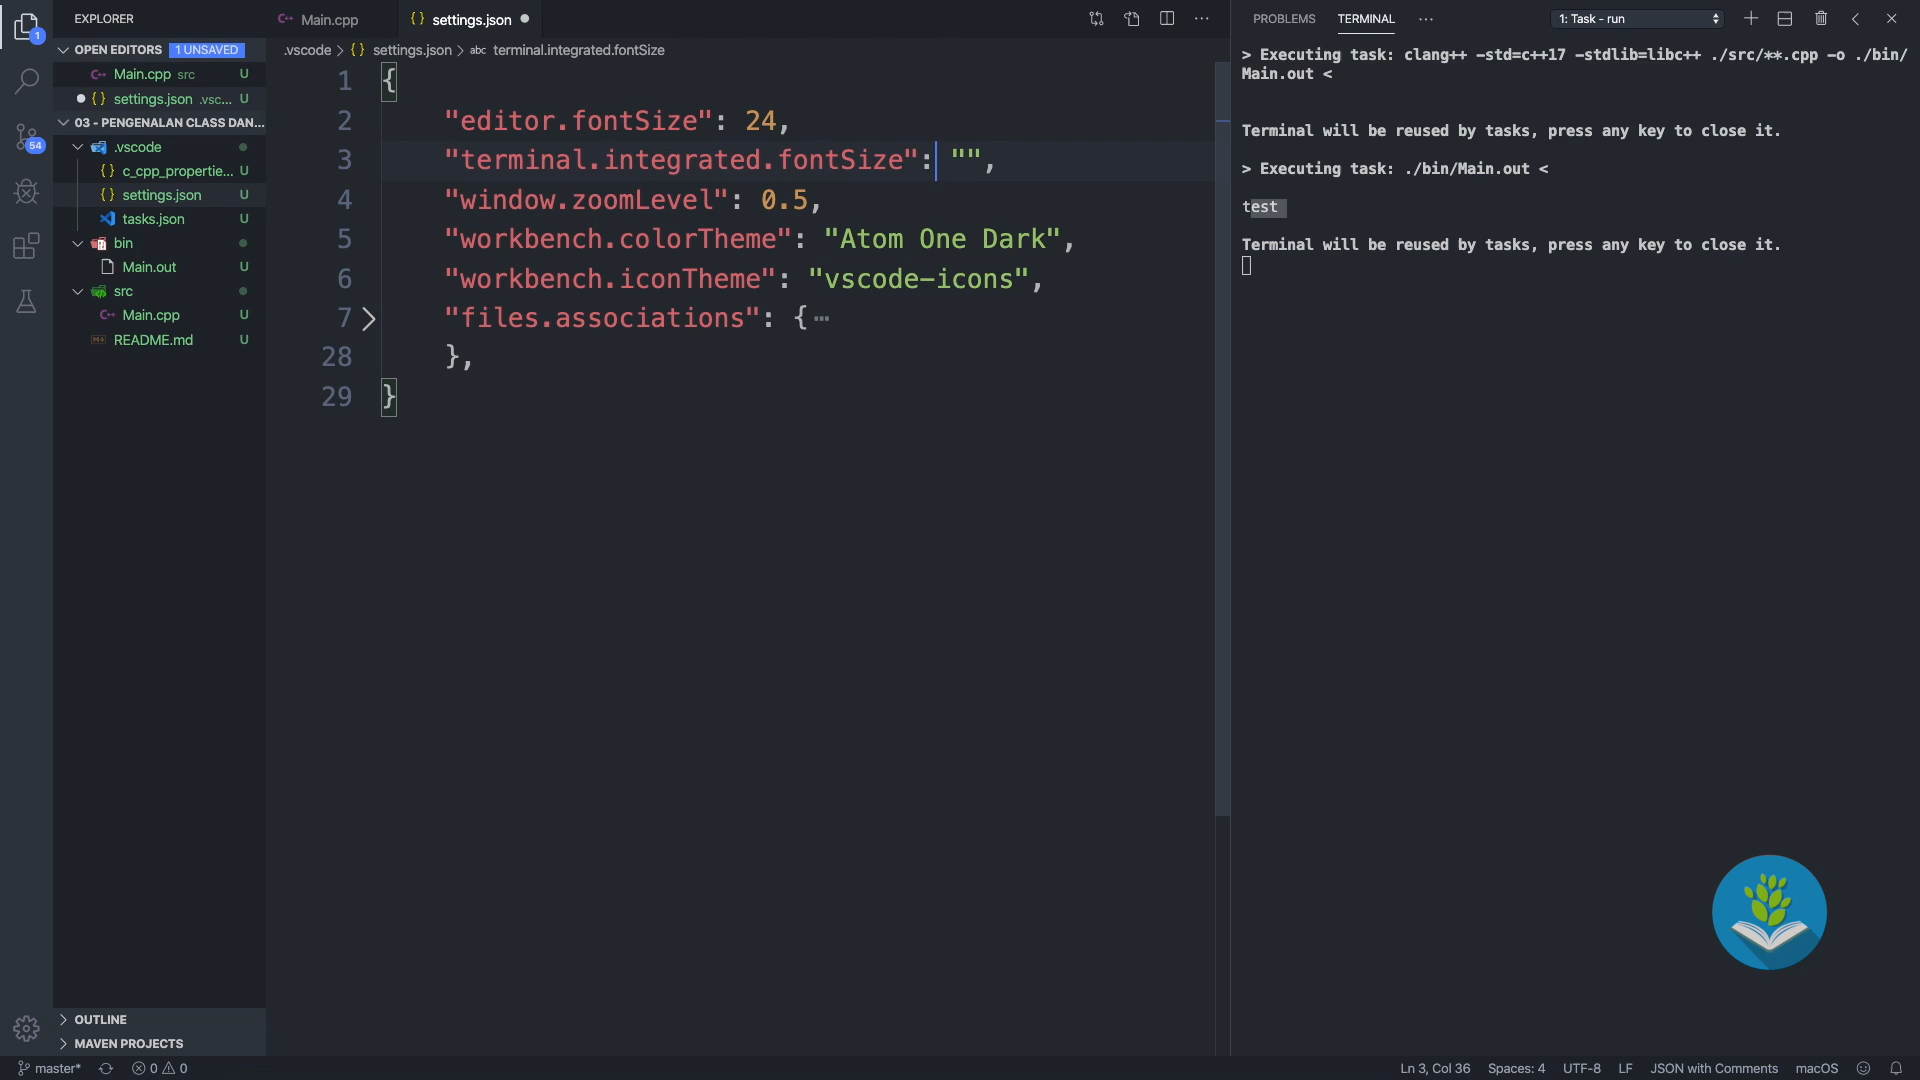 EXPLORER
OPEN EDITORS 1 UNSAVED
Main.cpp src U
settings.json .vsc... U
03 - PENGENALAN CLASS DAN...
.vscode
c_cpp_propertie... U
settings.json U
tasks.json U
bin
Main.out U
src
Main.cpp U
README.md U
OUTLINE
MAVEN PROJECTS
1
54
Main.cpp
settings.json
.vscode > {} settings.json > abc terminal.integrated.fontSize
1 {
2 "editor.fontSize": 24,
3 "terminal.integrated.fontSize": "",
4 "window.zoomLevel": 0.5,
5 "workbench.colorTheme": "Atom One Dark",
6 "workbench.iconTheme": "vscode-icons",
7 "files.associations": {…
28 },
29 }
PROBLEMS TERMINAL ...
1: Task - run
> Executing task: clang++ -std=c++17 -stdlib=libc++ ./src/**.cpp -o ./bin/
Main.out <
Terminal will be reused by tasks, press any key to close it.
> Executing task: ./bin/Main.out <
test
Terminal will be reused by tasks, press any key to close it.
master* 0 0
Ln 3, Col 36 Spaces: 4 UTF-8 LF JSON with Comments macOS